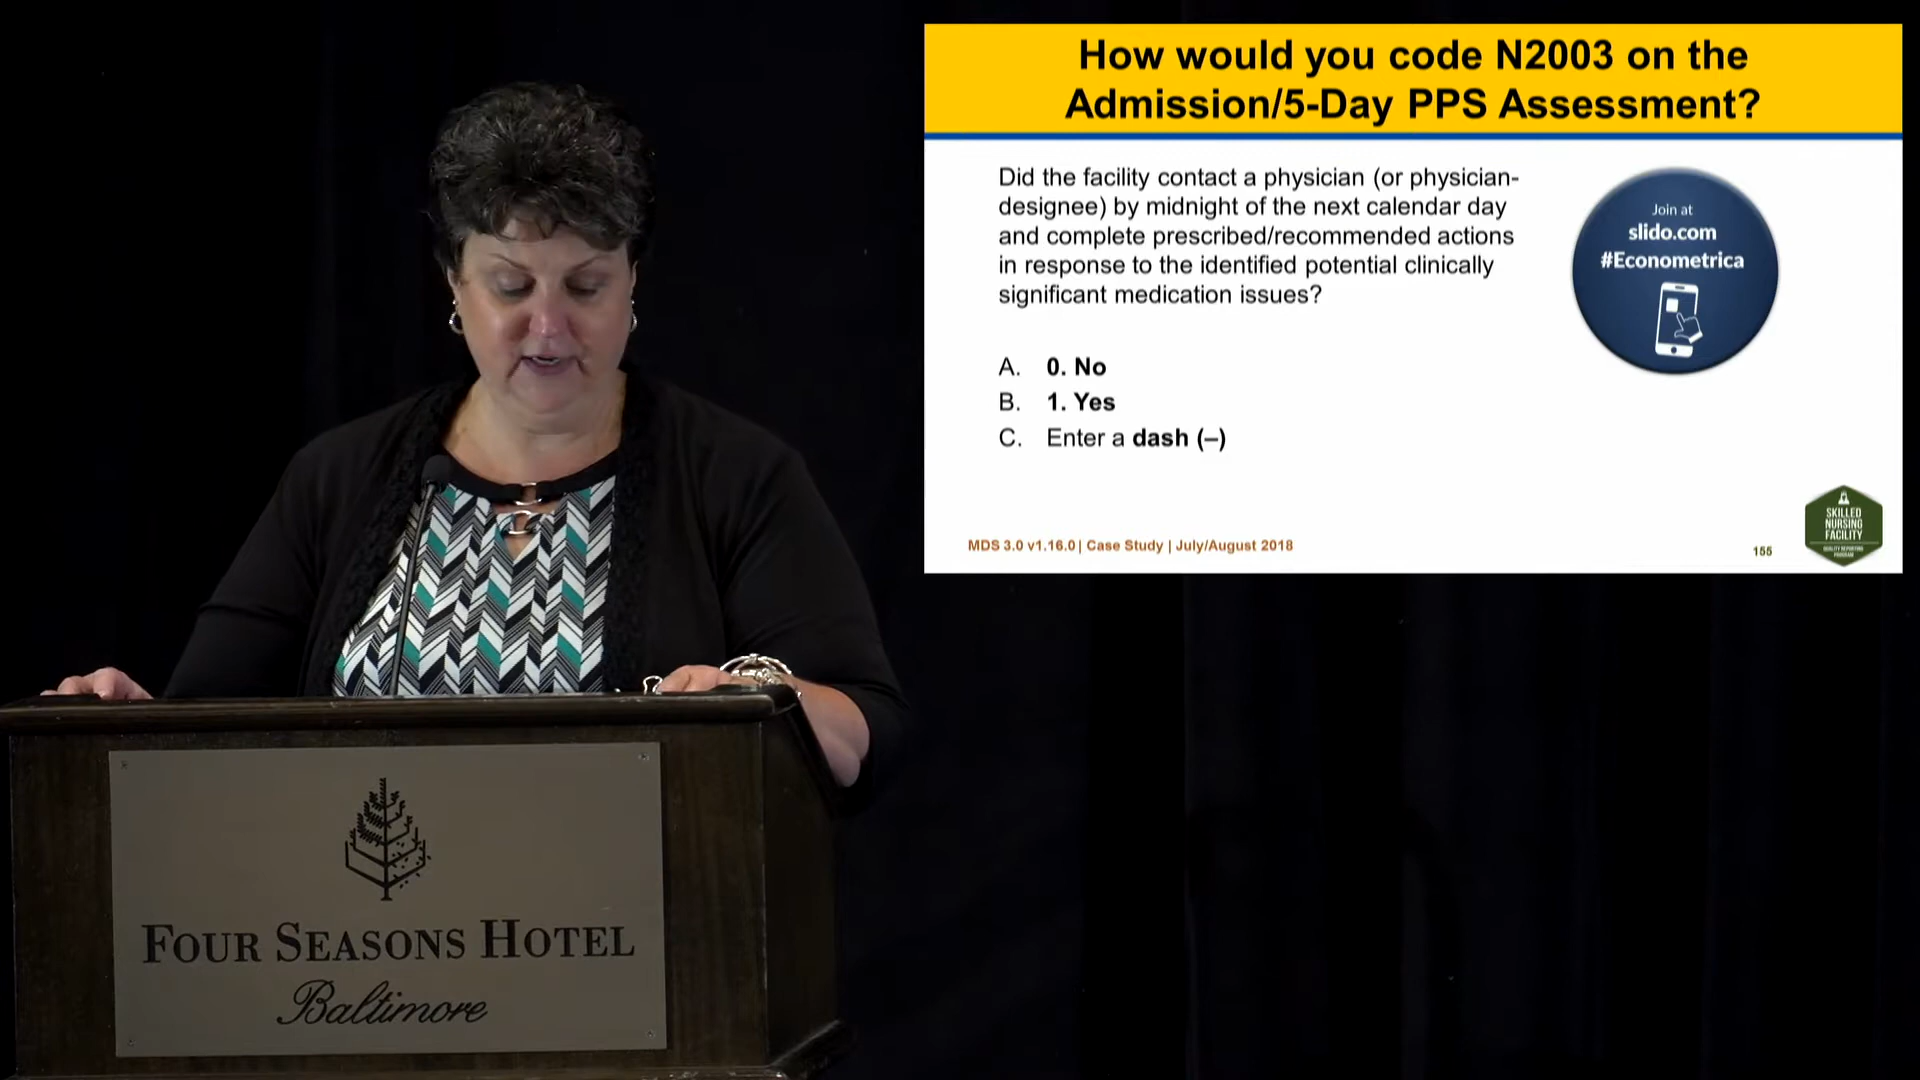 How would you code N2003 on the
Admission/5-Day PPS Assessment?
Did the facility contact a physician (or physician-
designee) by midnight of the next calendar day
and complete prescribed/recommended actions
in response to the identified potential clinically
significant medication issues?
A. 0. No
B. 1. Yes
C. Enter a dash (–)
Join at
slido.com
#Econometrica
MDS 3.0 v1.16.0 | Case Study | July/August 2018
155
SKILLED
NURSING
FACILITY
QUALITY REPORTING
PROGRAM
FOUR SEASONS HOTEL
Baltimore